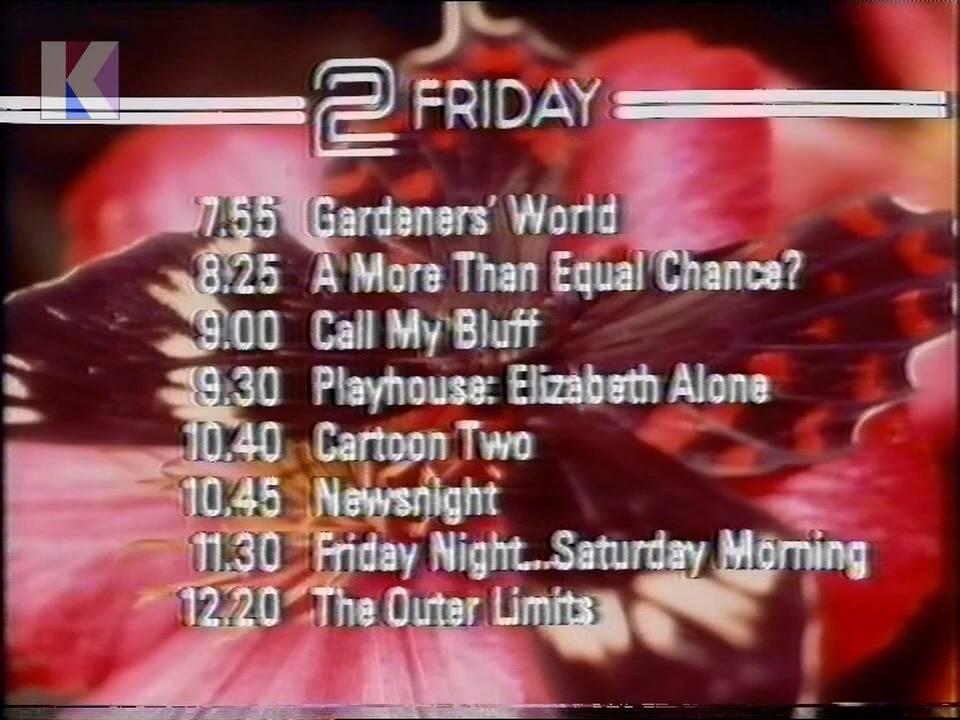 K
2 FRIDAY
7.55 Gardeners' World
8.25 A More Than Equal Chance?
9.00 Call My Bluff
9.30 Playhouse: Elizabeth Alone
10.40 Cartoon Two
10.45 Newsnight
11.30 Friday Night...Saturday Morning
12.20 The Outer Limits